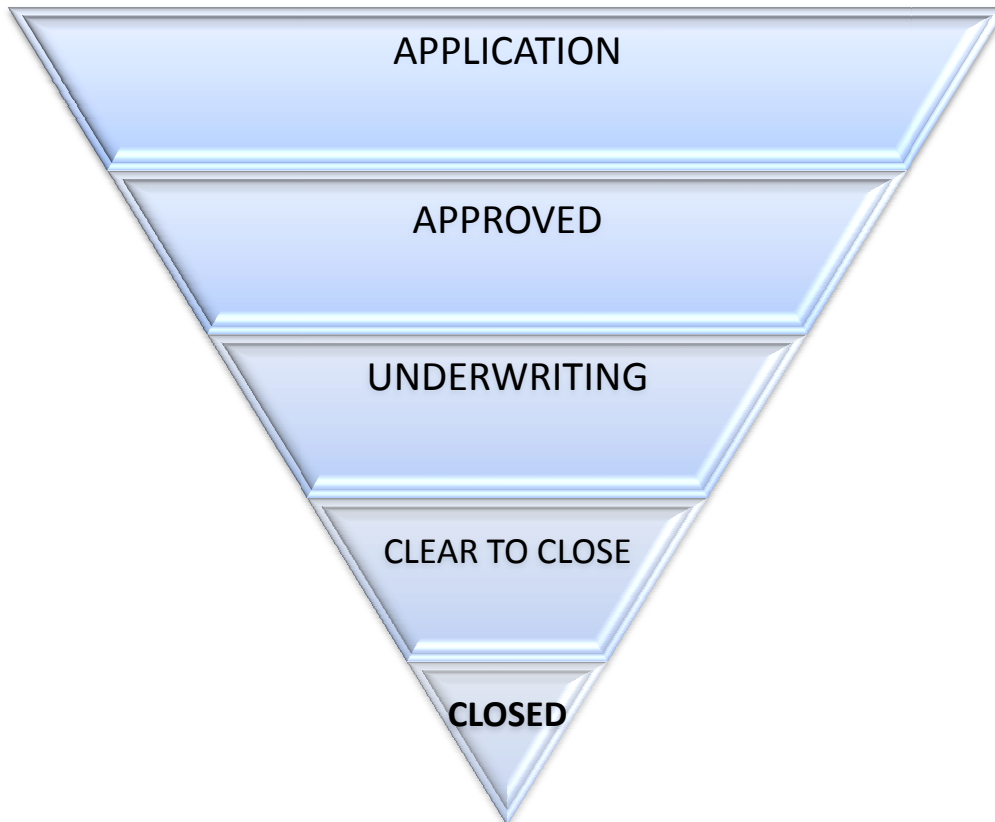 APPLICATION
APPROVED
UNDERWRITING
CLEAR TO CLOSE
CLOSED